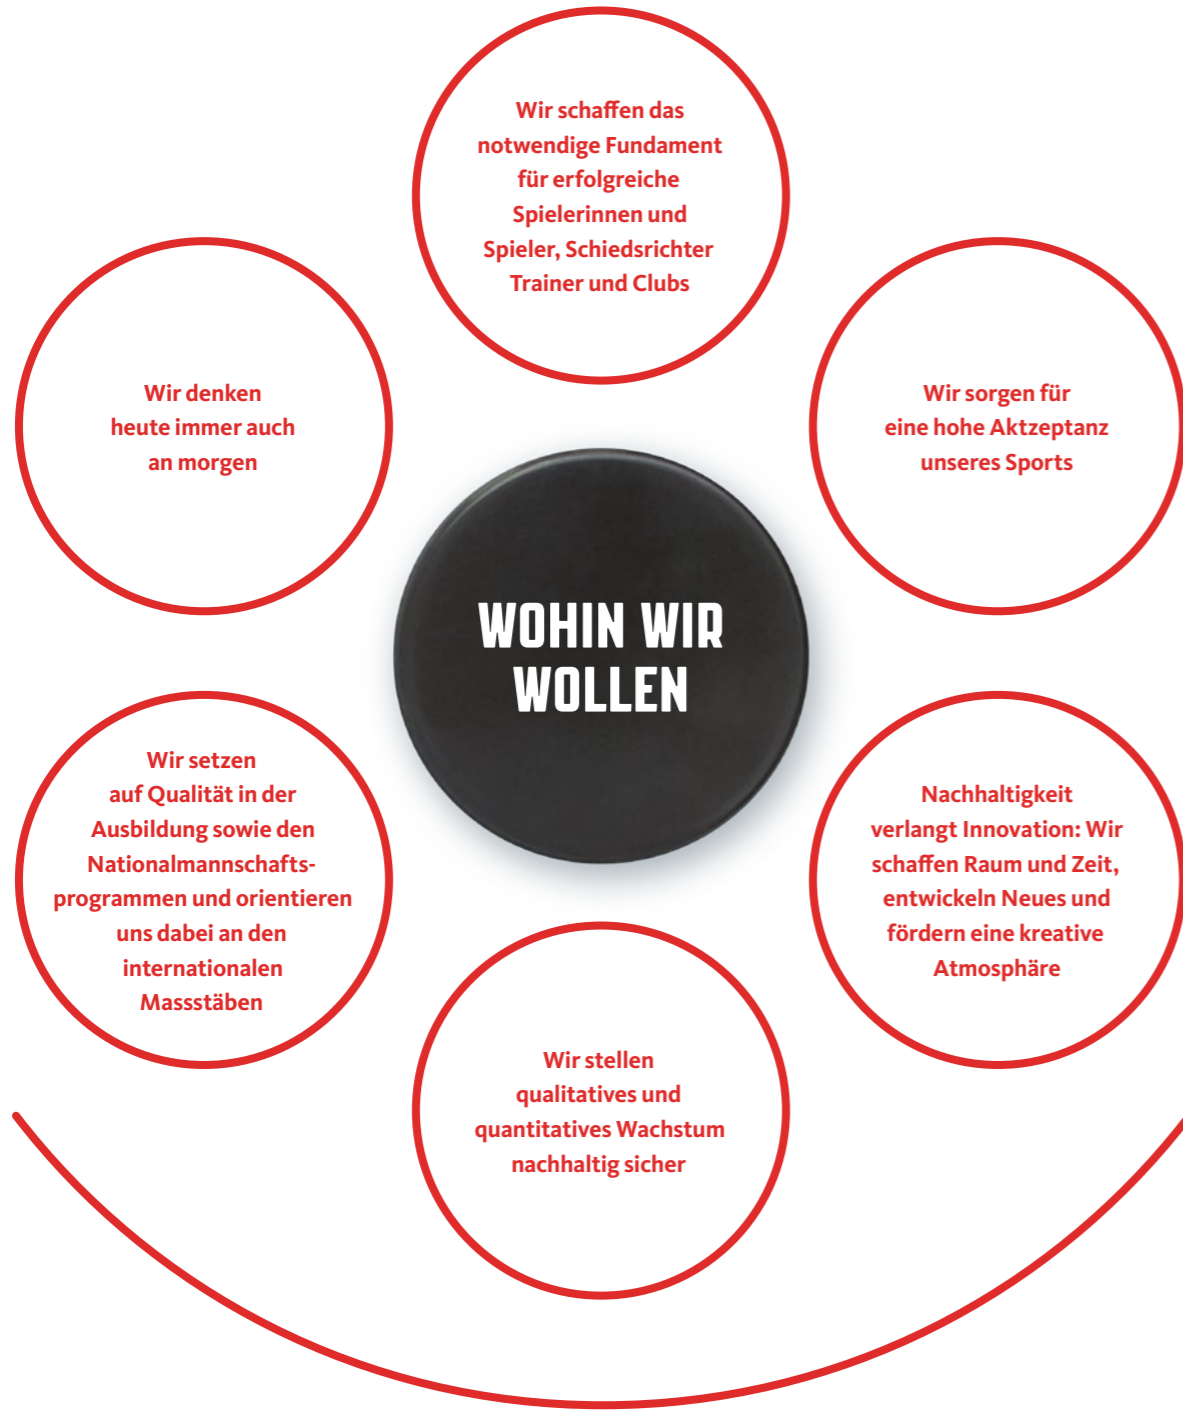 Wir schaffen das
notwendige Fundament
für erfolgreiche
Spielerinnen und
Spieler, Schiedsrichter
Trainer und Clubs
Wir denken
heute immer auch
an morgen
Wir sorgen für
eine hohe Aktzeptanz
unseres Sports
WOHIN WIR
WOLLEN
Wir setzen
auf Qualität in der
Ausbildung sowie den
Nationalmannschafts-
programmen und orientieren
uns dabei an den
internationalen
Massstäben
Nachhaltigkeit
verlangt Innovation: Wir
schaffen Raum und Zeit,
entwickeln Neues und
fördern eine kreative
Atmosphäre
Wir stellen
qualitatives und
quantitatives Wachstum
nachhaltig sicher